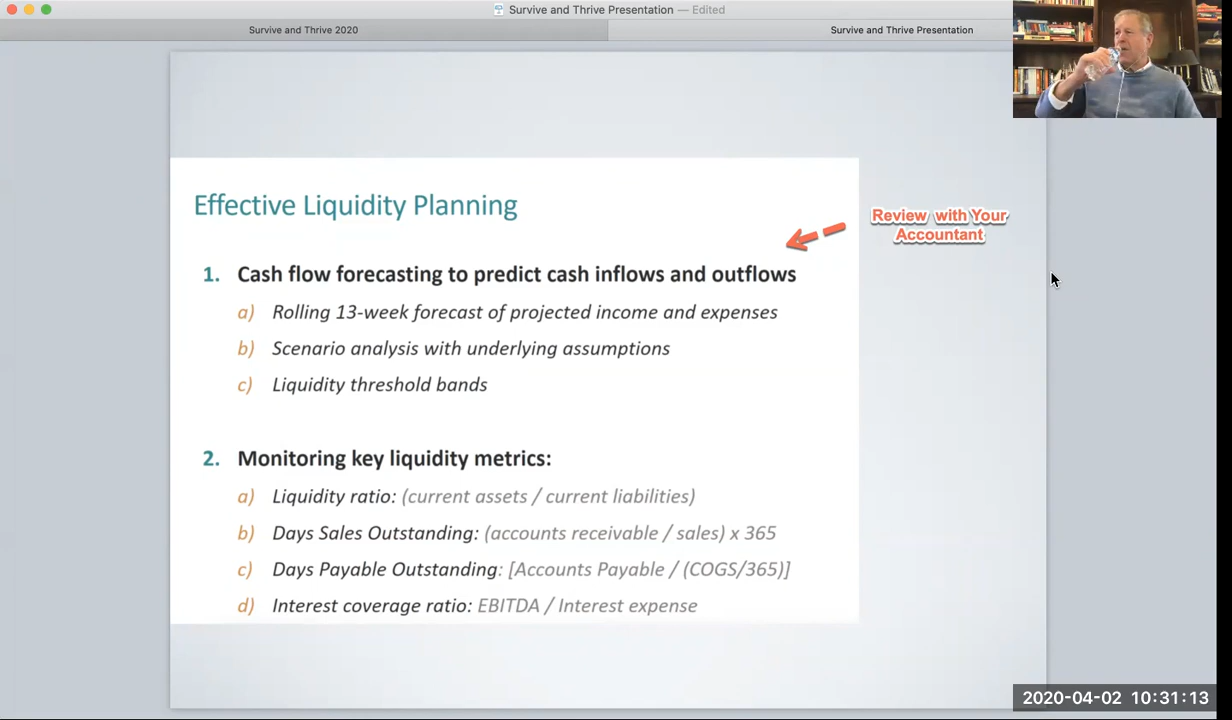 Survive and Thrive Presentation — Edited
Survive and Thrive 2020
Survive and Thrive Presentation
Effective Liquidity Planning
Review with Your
Accountant
1. Cash flow forecasting to predict cash inflows and outflows
a) Rolling 13-week forecast of projected income and expenses
b) Scenario analysis with underlying assumptions
c) Liquidity threshold bands
2. Monitoring key liquidity metrics:
a) Liquidity ratio: (current assets / current liabilities)
b) Days Sales Outstanding: (accounts receivable / sales) x 365
c) Days Payable Outstanding: [Accounts Payable / (COGS/365)]
d) Interest coverage ratio: EBITDA / Interest expense
2020-04-02 10:31:13